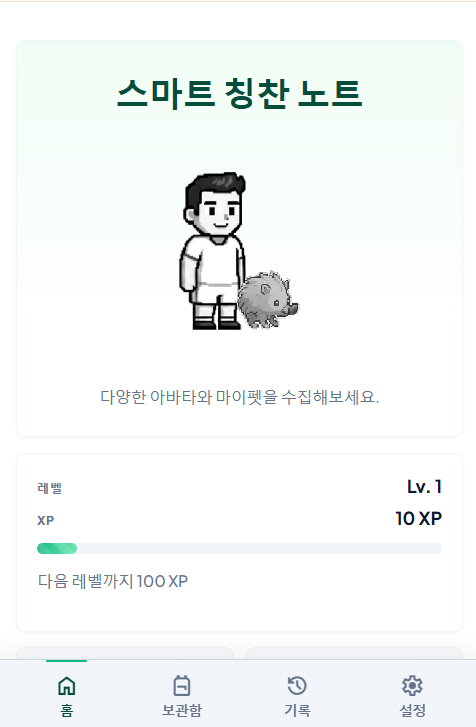 스마트 칭찬 노트
다양한 아바타와 마이펫을 수집해보세요.
레벨 Lv. 1
XP 10 XP
다음 레벨까지 100 XP
홈 보관함 기록 설정